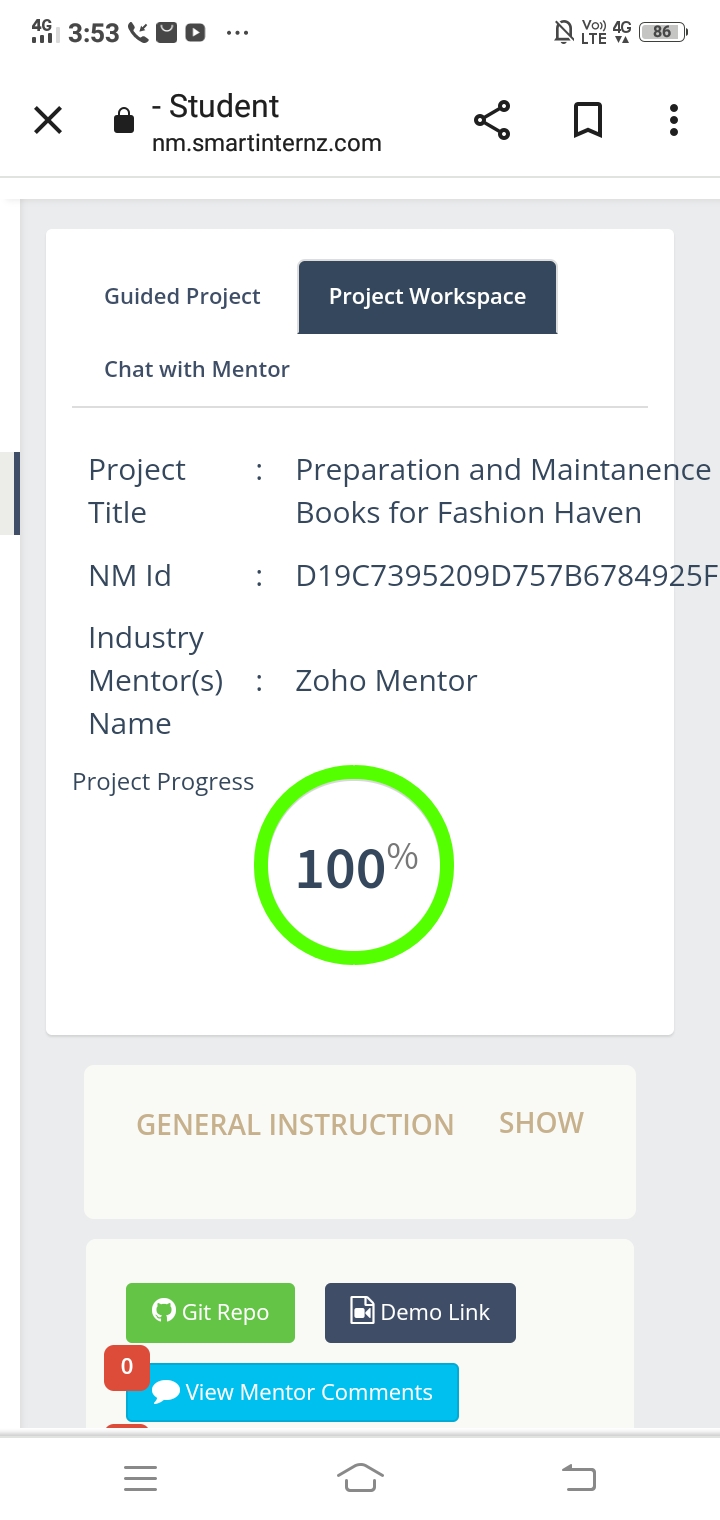 4G 3:53 ... Vo)) LTE 4G 86
- Student
nm.smartinternz.com
Guided Project Project Workspace
Chat with Mentor
Project Title : Preparation and Maintanence
Books for Fashion Haven
NM Id : D19C7395209D757B6784925F
Industry Mentor(s) Name : Zoho Mentor
Project Progress
100%
GENERAL INSTRUCTION SHOW
Git Repo Demo Link
0
View Mentor Comments